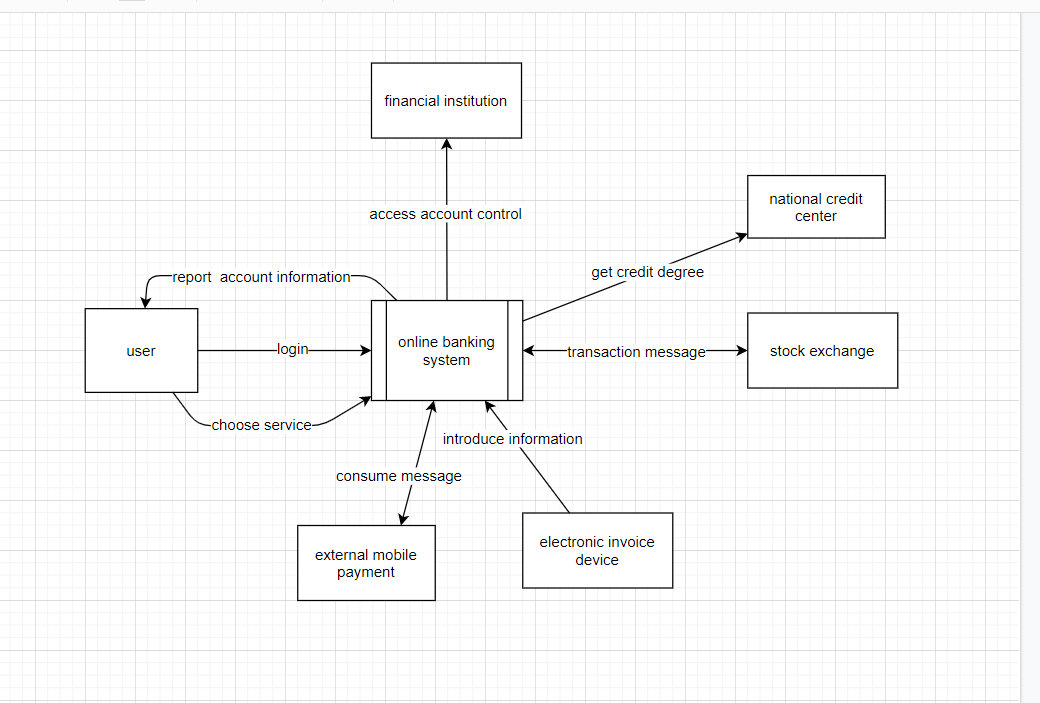 financial institution
access account control
national credit
center
get credit degree
report  account information
user
login
online banking
system
transaction message
stock exchange
choose service
introduce information
consume message
external mobile
payment
electronic invoice
device